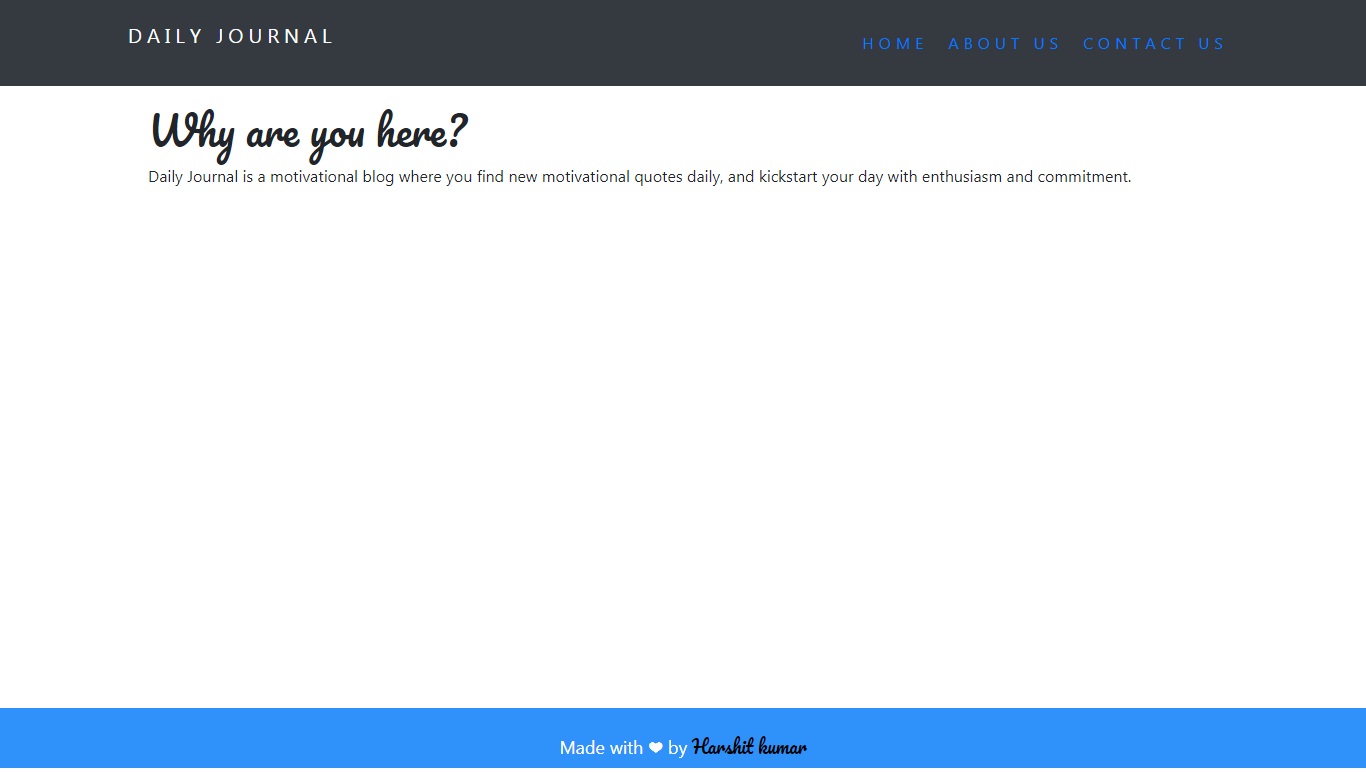 DAILY JOURNAL
HOME ABOUT US CONTACT US
Why are you here?
Daily Journal is a motivational blog where you find new motivational quotes daily, and kickstart your day with enthusiasm and commitment.
Made with ❤ by Harshit kumar